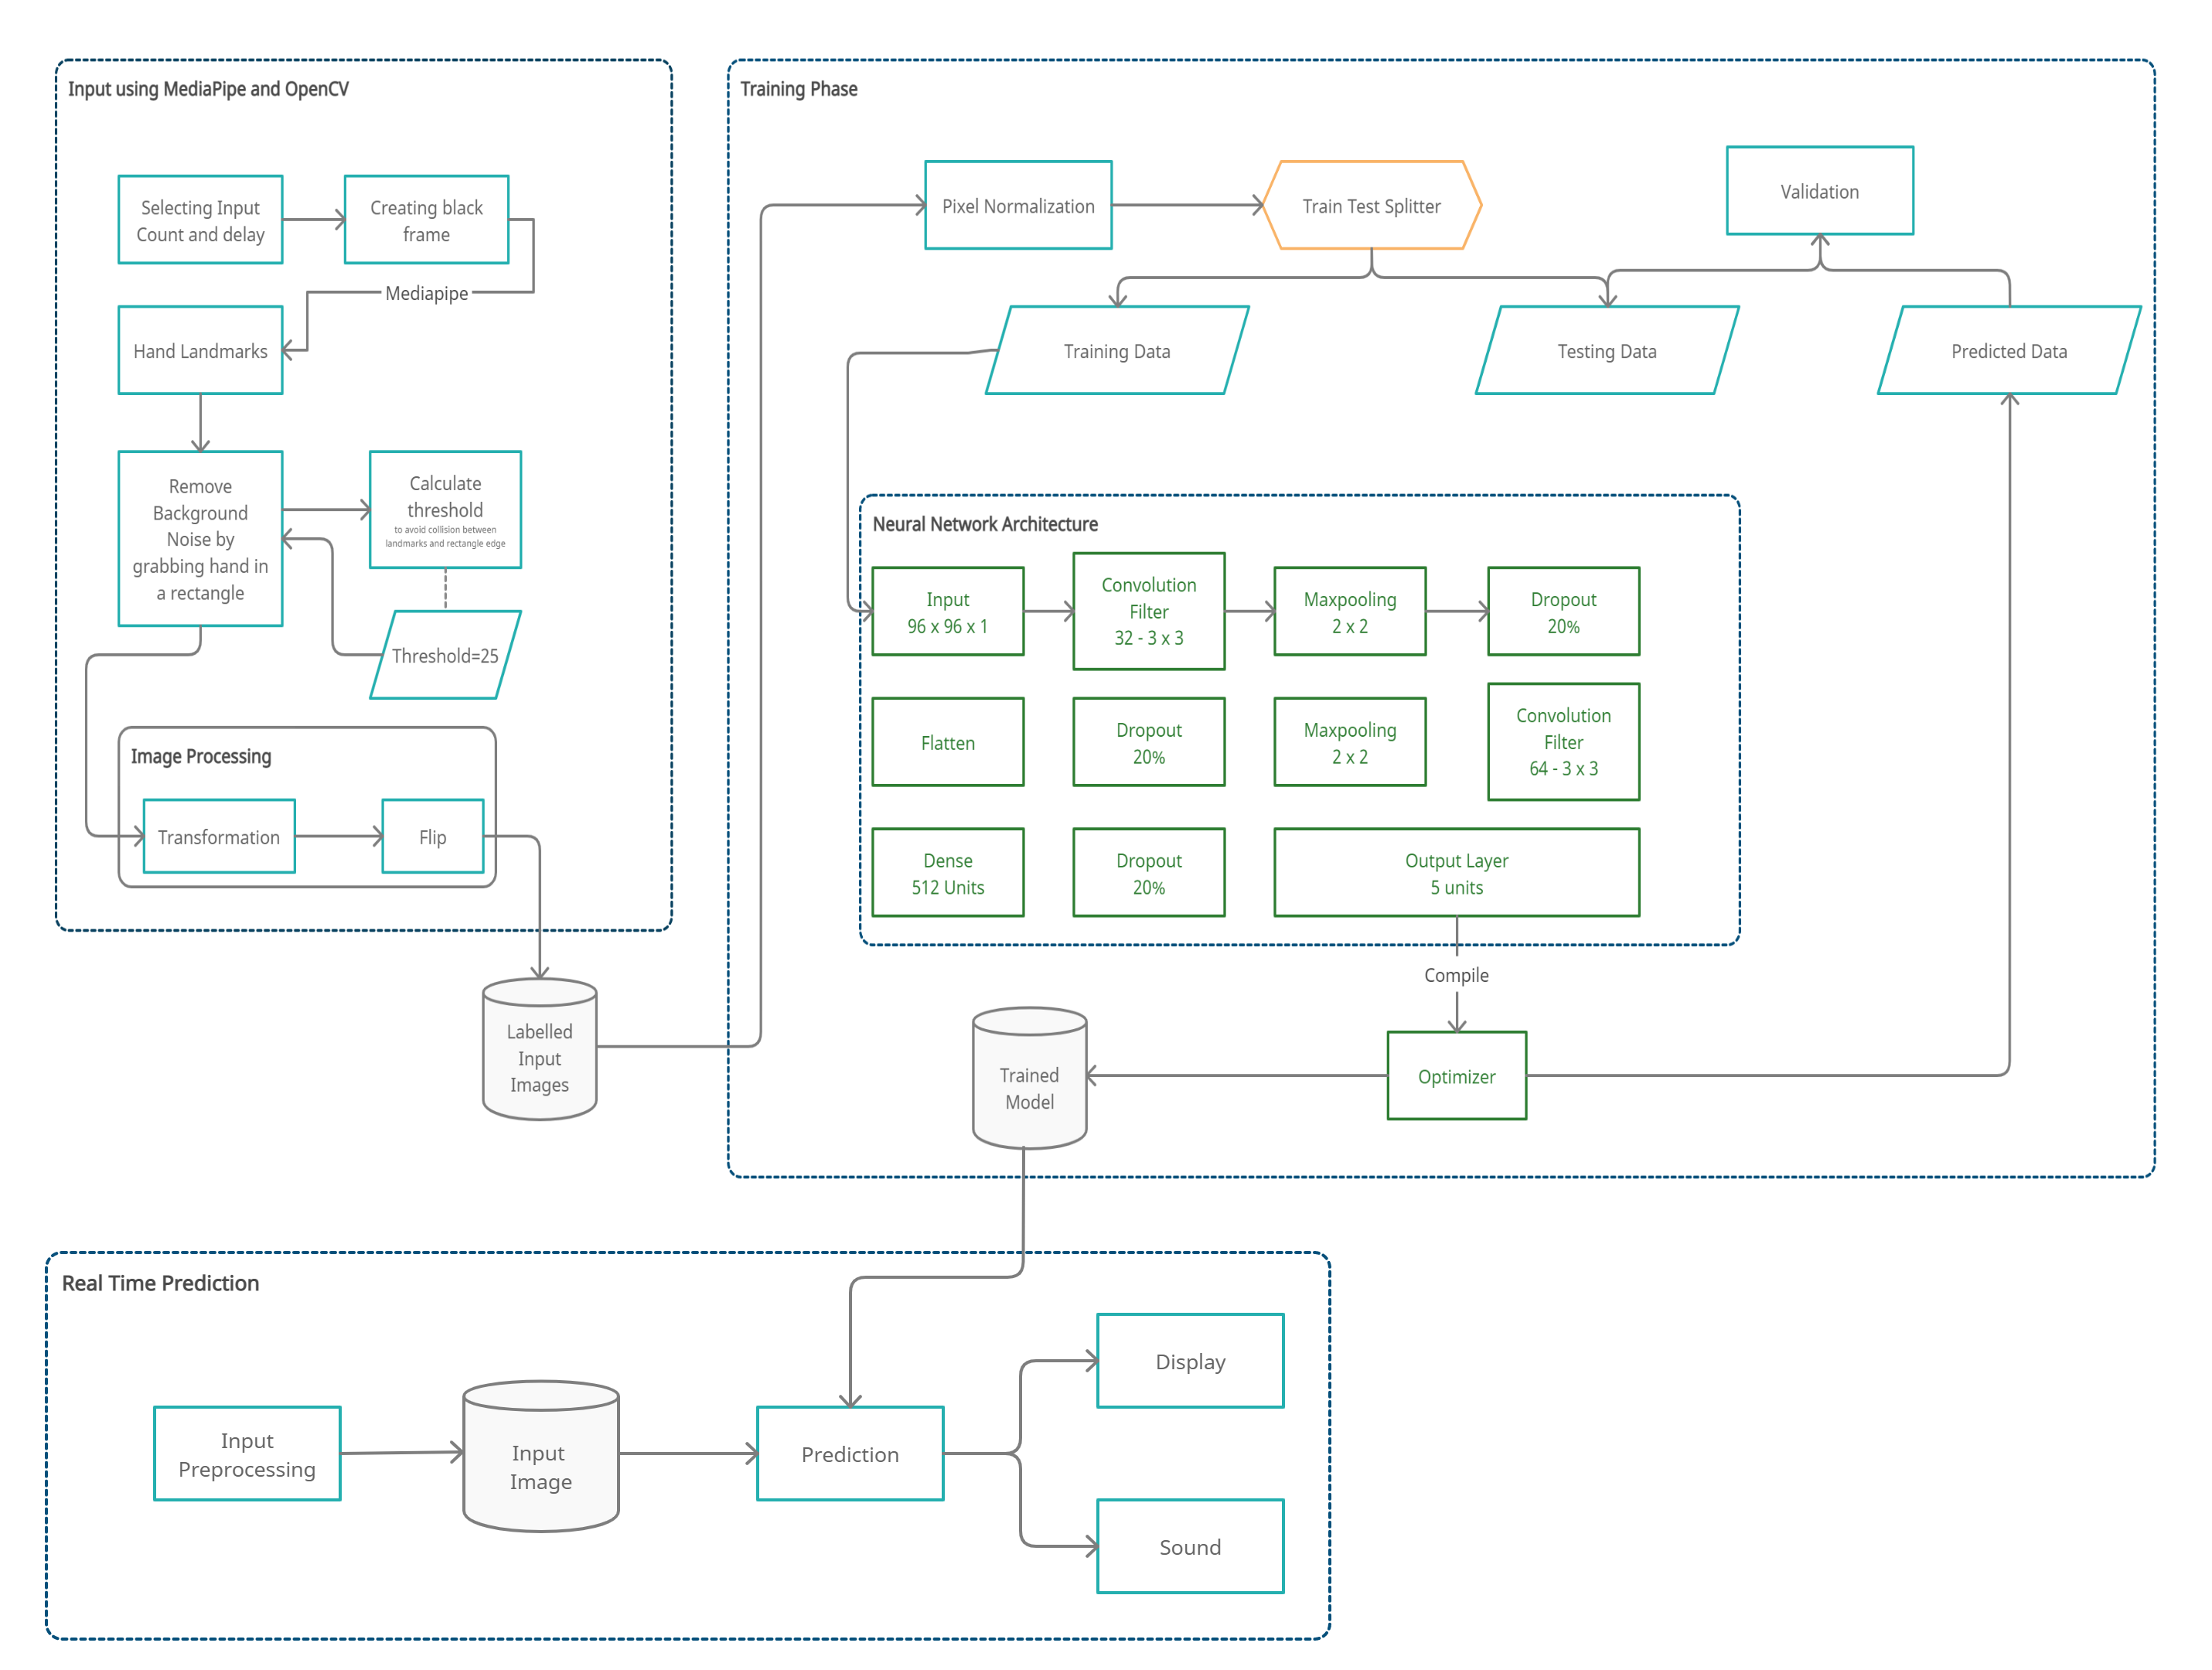 Input using MediaPipe and OpenCV
Selecting Input
Count and delay
Creating black
frame
Mediapipe
Hand Landmarks
Remove
Background
Noise by
grabbing hand in
a rectangle
Calculate
threshold
to avoid collision between
landmarks and rectangle edge
Threshold=25
Image Processing
Transformation
Flip
Labelled
Input
Images
Training Phase
Pixel Normalization
Train Test Splitter
Validation
Training Data
Testing Data
Predicted Data
Neural Network Architecture
Input
96 x 96 x 1
Convolution
Filter
32 - 3 x 3
Maxpooling
2 x 2
Dropout
20%
Flatten
Dropout
20%
Maxpooling
2 x 2
Convolution
Filter
64 - 3 x 3
Dense
512 Units
Dropout
20%
Output Layer
5 units
Compile
Trained
Model
Optimizer
Real Time Prediction
Input
Preprocessing
Input
Image
Prediction
Display
Sound